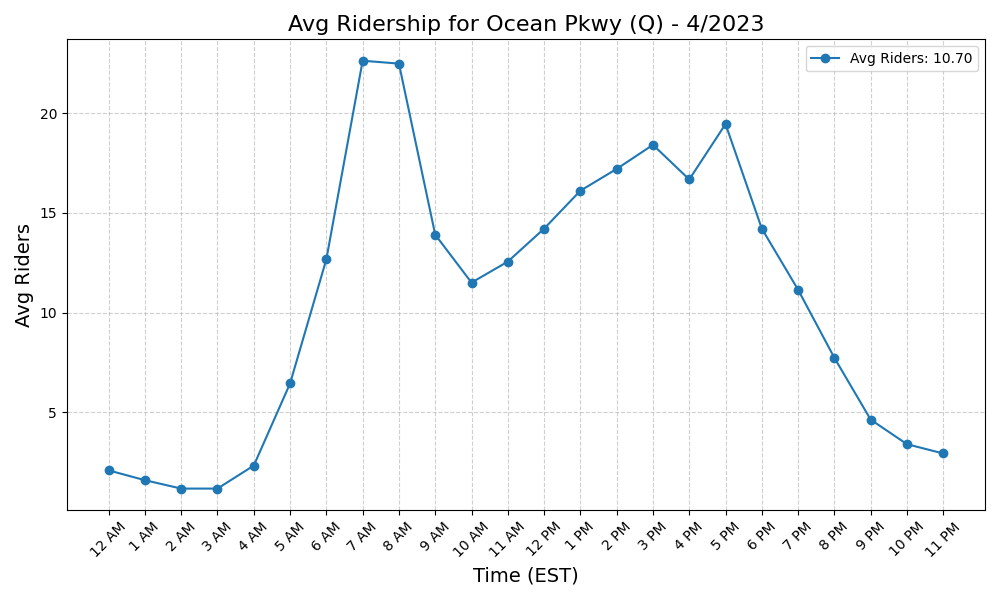 Avg Ridership for Ocean Pkwy (Q) - 4/2023
Avg Riders: 10.70
Avg Riders
20
15
10
5
12 AM
1 AM
2 AM
3 AM
4 AM
5 AM
6 AM
7 AM
8 AM
9 AM
10 AM
11 AM
12 PM
1 PM
2 PM
3 PM
4 PM
5 PM
6 PM
7 PM
8 PM
9 PM
10 PM
11 PM
Time (EST)